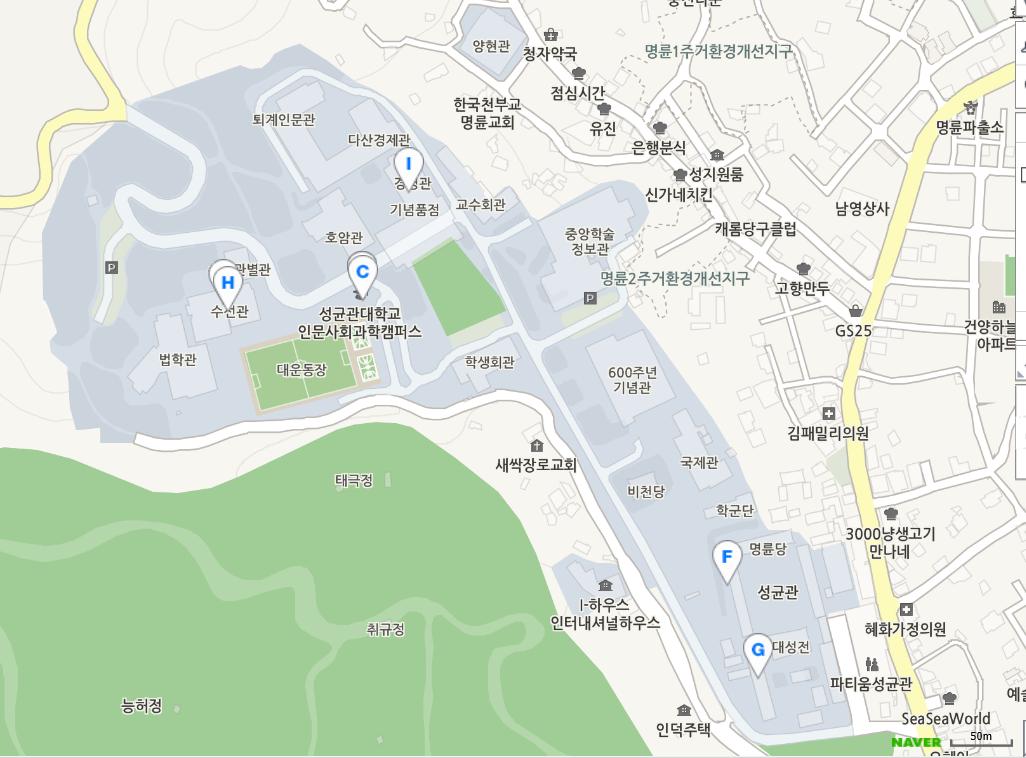 양현관
청자약국
명륜1주거환경개선지구
점심시간
한국천부교
명륜교회
유진
명륜파출소
퇴계인문관
다산경제관
은행분식
성지원룸
I
기념품점
교수회관
신가네치킨
남영상사
호암관
중앙학술
정보관
캐롬당구클럽
P
C
명륜2주거환경개선지구
고향만두
H
수선관
P
성균관대학교
인문사회과학캠퍼스
GS25
건양하늘
아파트
법학관
대운동장
학생회관
600주년
기념관
김패밀리의원
새싹장로교회
국제관
태극정
비천당
학군단
3000냥생고기
만나네
F
명륜당
성균관
I-하우스
인터내셔널하우스
취규정
혜화가정의원
G
대성전
파티움성균관
능허정
인덕주택
SeaSeaWorld
NAVER
50m